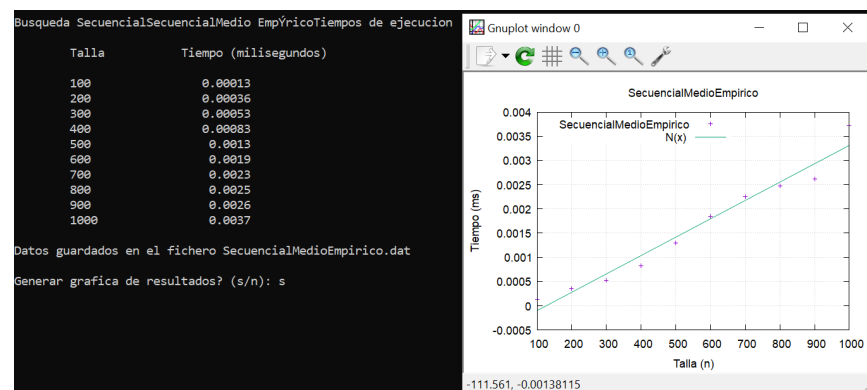 Busqueda SecuencialSecuencialMedio EmpÝricoTiempos de ejecucion
Talla Tiempo (milisegundos)
100 0.00013
200 0.00036
300 0.00053
400 0.00083
500 0.0013
600 0.0019
700 0.0023
800 0.0025
900 0.0026
1000 0.0037
Datos guardados en el fichero SecuencialMedioEmpirico.dat
Generar grafica de resultados? (s/n): s
Gnuplot window 0
SecuencialMedioEmpirico
SecuencialMedioEmpirico
N(x)
0.004
0.0035
0.003
0.0025
0.002
0.0015
0.001
0.0005
0
-0.0005
Tiempo (ms)
100 200 300 400 500 600 700 800 900 1000
Talla (n)
-111.561, -0.00138115